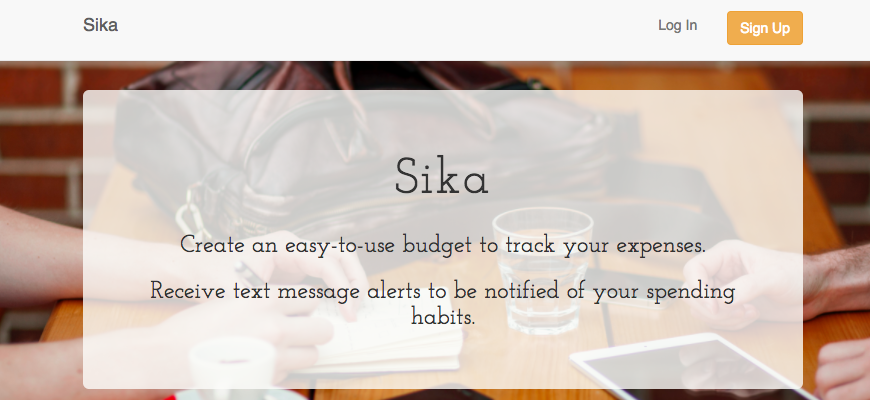 Sika
Log In
Sign Up
Sika
Create an easy-to-use budget to track your expenses.
Receive text message alerts to be notified of your spending
habits.